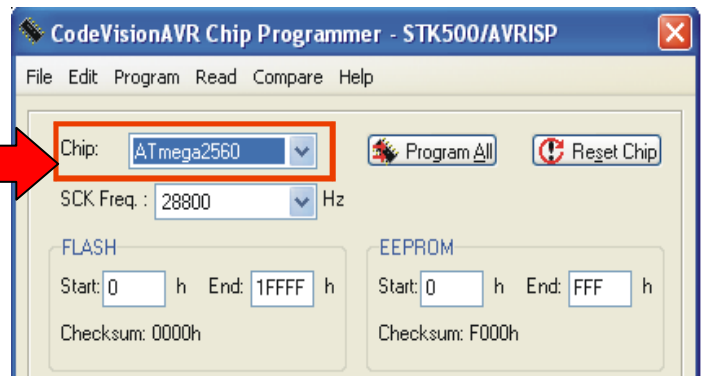 CodeVisionAVR Chip Programmer - STK500/AVRISP
File Edit Program Read Compare Help
Chip: ATmega2560 Program All Reset Chip
SCK Freq. : 28800 Hz
FLASH EEPROM
Start: 0 h End: 1FFFF h Start: 0 h End: FFF h
Checksum: 0000h Checksum: F000h